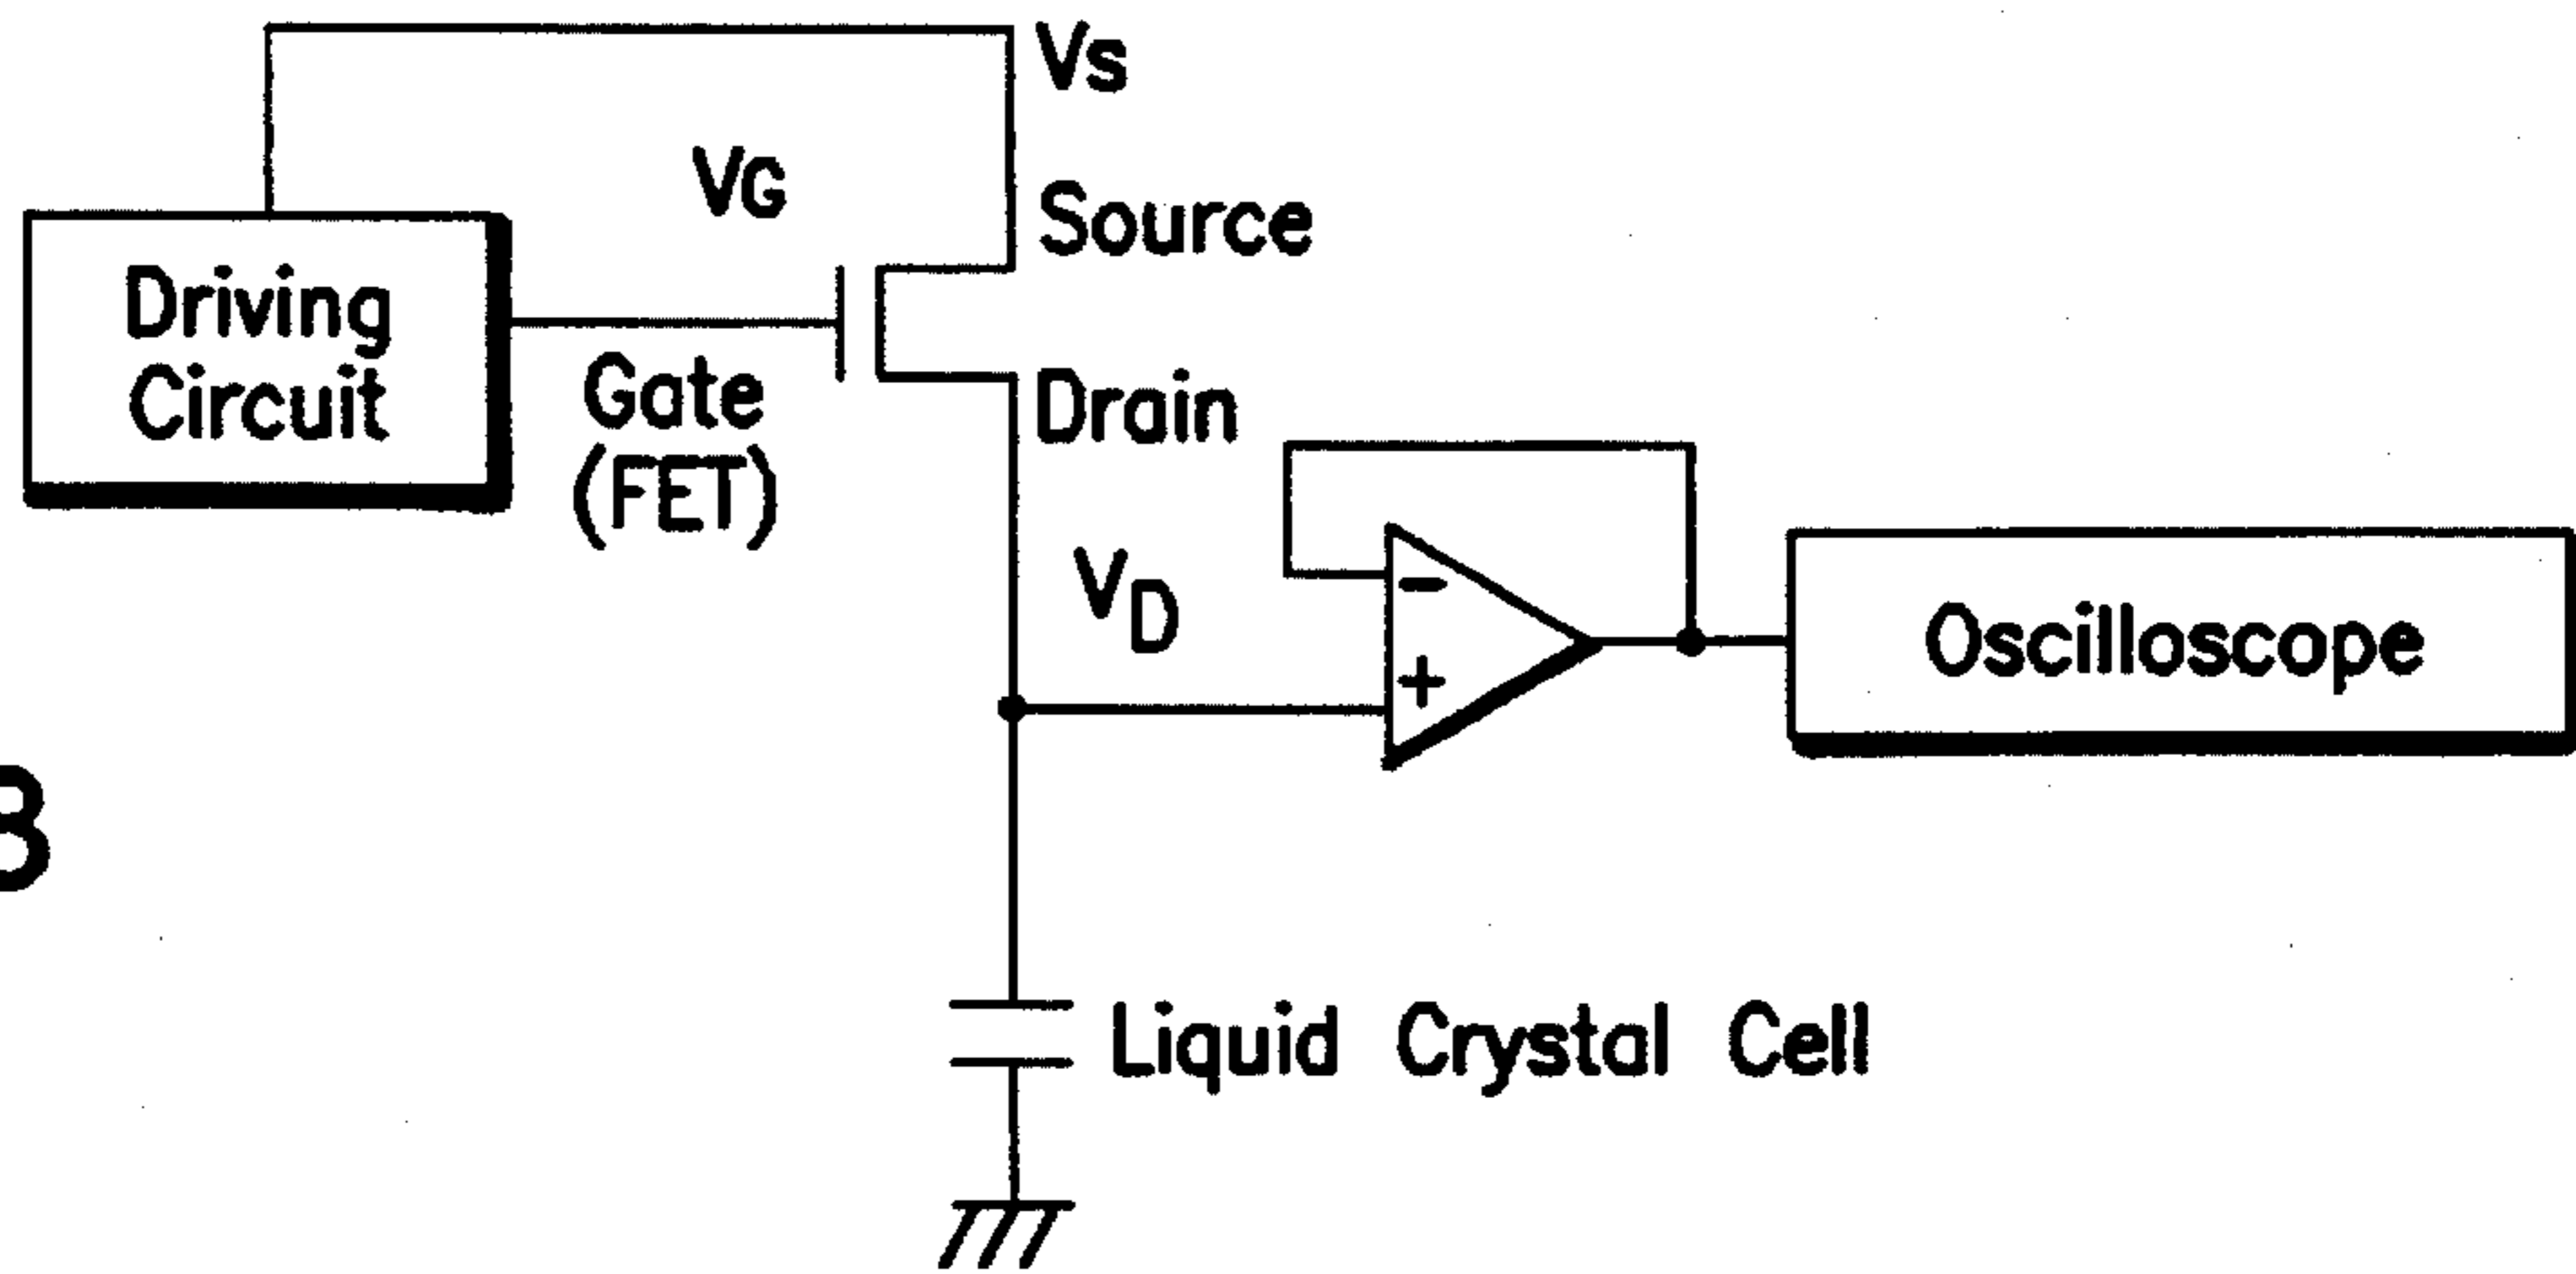 Vs
VG
Source
Driving
Circuit
Gate
(FET)
Drain
VD
−
+
Oscilloscope
Liquid Crystal Cell